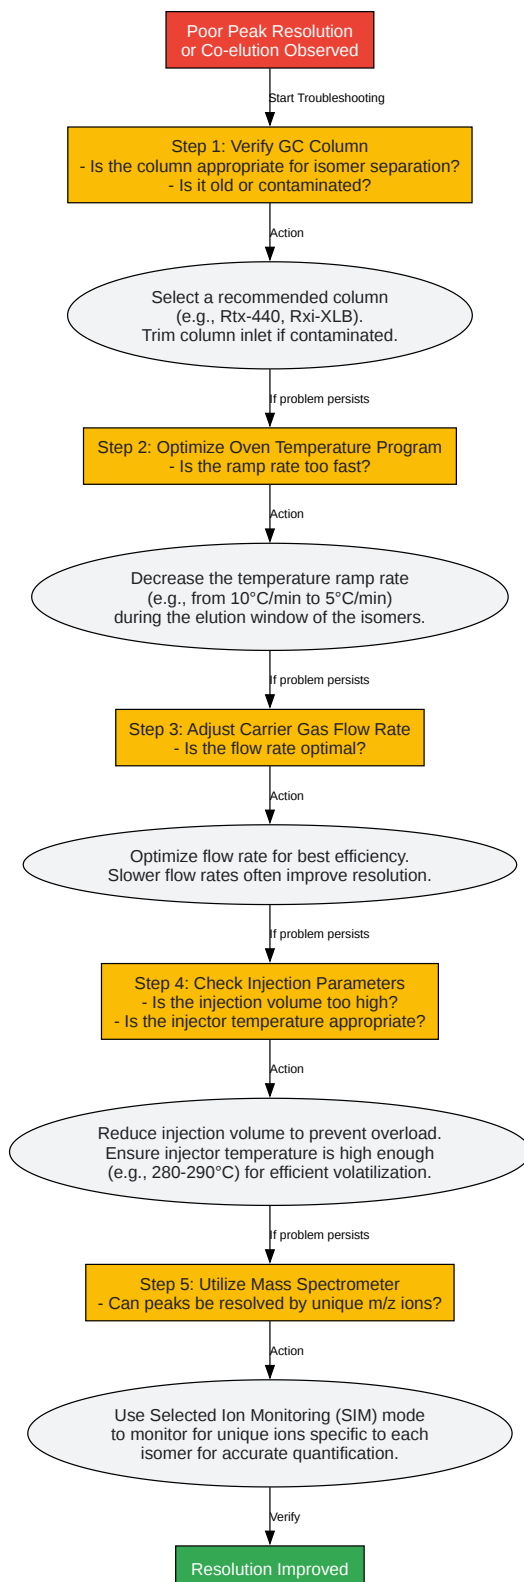 Poor Peak Resolution
or Co-elution Observed
Start Troubleshooting
Step 1: Verify GC Column
- Is the column appropriate for isomer separation?
- Is it old or contaminated?
Action
Select a recommended column
(e.g., Rtx-440, Rxi-XLB).
Trim column inlet if contaminated.
If problem persists
Step 2: Optimize Oven Temperature Program
- Is the ramp rate too fast?
Action
Decrease the temperature ramp rate
(e.g., from 10°C/min to 5°C/min)
during the elution window of the isomers.
If problem persists
Step 3: Adjust Carrier Gas Flow Rate
- Is the flow rate optimal?
Action
Optimize flow rate for best efficiency.
Slower flow rates often improve resolution.
If problem persists
Step 4: Check Injection Parameters
- Is the injection volume too high?
- Is the injector temperature appropriate?
Action
Reduce injection volume to prevent overload.
Ensure injector temperature is high enough
(e.g., 280-290°C) for efficient volatilization.
If problem persists
Step 5: Utilize Mass Spectrometer
- Can peaks be resolved by unique m/z ions?
Action
Use Selected Ion Monitoring (SIM) mode
to monitor for unique ions specific to each
isomer for accurate quantification.
Verify
Resolution Improved